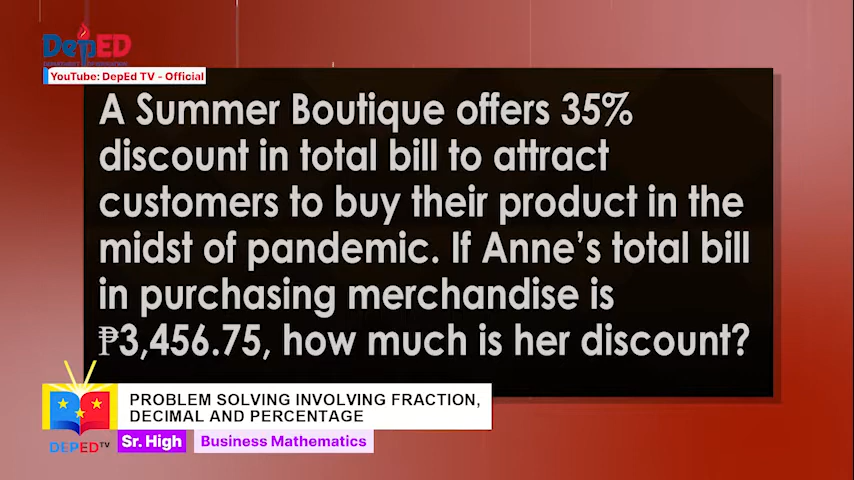 DepED
DEPARTMENT OF EDUCATION
YouTube: DepEd TV - Official
A Summer Boutique offers 35%
discount in total bill to attract
customers to buy their product in the
midst of pandemic. If Anne’s total bill
in purchasing merchandise is
₱3,456.75, how much is her discount?
PROBLEM SOLVING INVOLVING FRACTION,
DECIMAL AND PERCENTAGE
DEPED TV
Sr. High
Business Mathematics